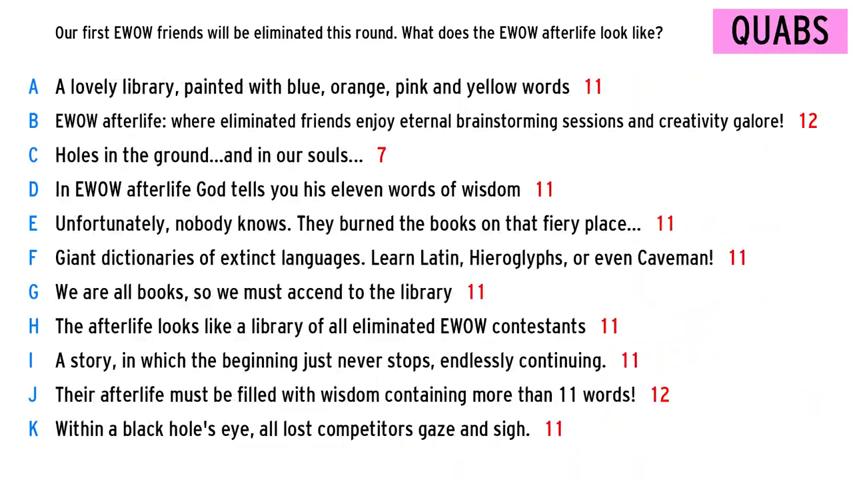 Our first EWOW friends will be eliminated this round. What does the EWOW afterlife look like?
QUABS
A A lovely library, painted with blue, orange, pink and yellow words 11
B EWOW afterlife: where eliminated friends enjoy eternal brainstorming sessions and creativity galore! 12
C Holes in the ground...and in our souls... 7
D In EWOW afterlife God tells you his eleven words of wisdom 11
E Unfortunately, nobody knows. They burned the books on that fiery place... 11
F Giant dictionaries of extinct languages. Learn Latin, Hieroglyphs, or even Caveman! 11
G We are all books, so we must accend to the library 11
H The afterlife looks like a library of all eliminated EWOW contestants 11
I A story, in which the beginning just never stops, endlessly continuing. 11
J Their afterlife must be filled with wisdom containing more than 11 words! 12
K Within a black hole's eye, all lost competitors gaze and sigh. 11